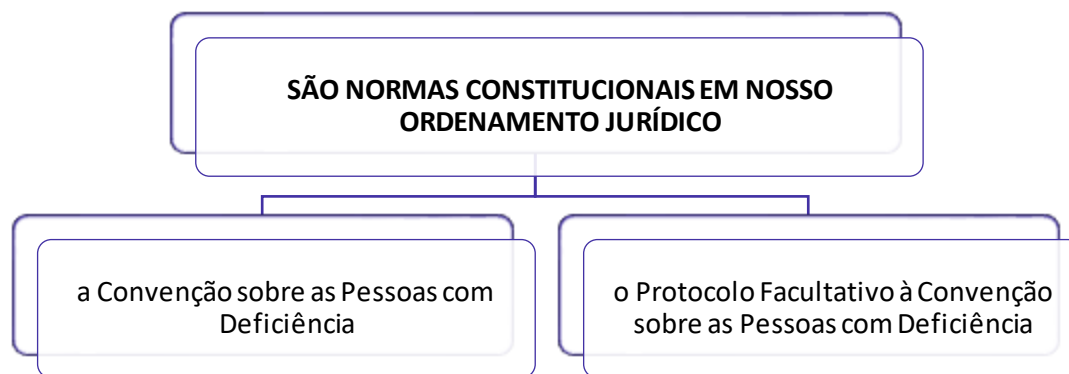 SÃO NORMAS CONSTITUCIONAIS EM NOSSO
ORDENAMENTO JURÍDICO
a Convenção sobre as Pessoas com
Deficiência
o Protocolo Facultativo à Convenção
sobre as Pessoas com Deficiência